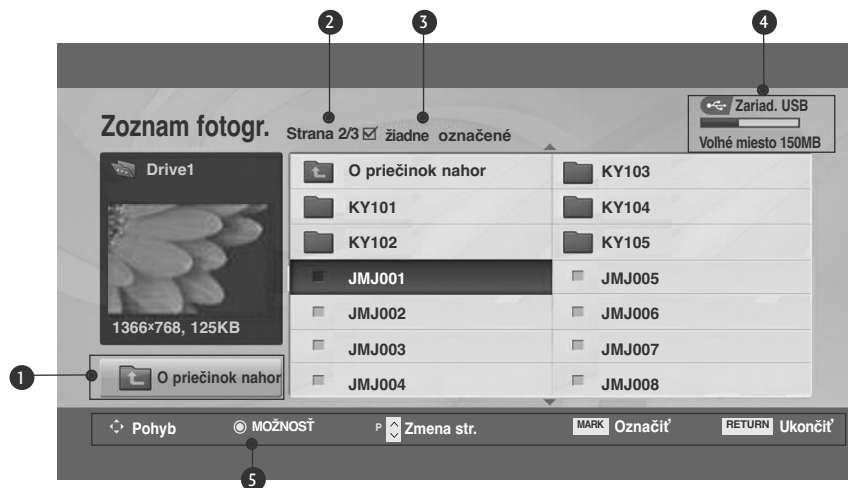 2
3
4
Zariad. USB
Voľné miesto 150MB
Zoznam fotogr.
Strana 2/3 žiadne označené
Drive1
1366×768, 125KB
O priečinok nahor
KY101
KY102
JMJ001
JMJ002
JMJ003
JMJ004
KY103
KY104
KY105
JMJ005
JMJ006
JMJ007
JMJ008
1
O priečinok nahor
Pohyb
MOŽNOSŤ
P Zmena str.
MARK Označiť
RETURN Ukončiť
5